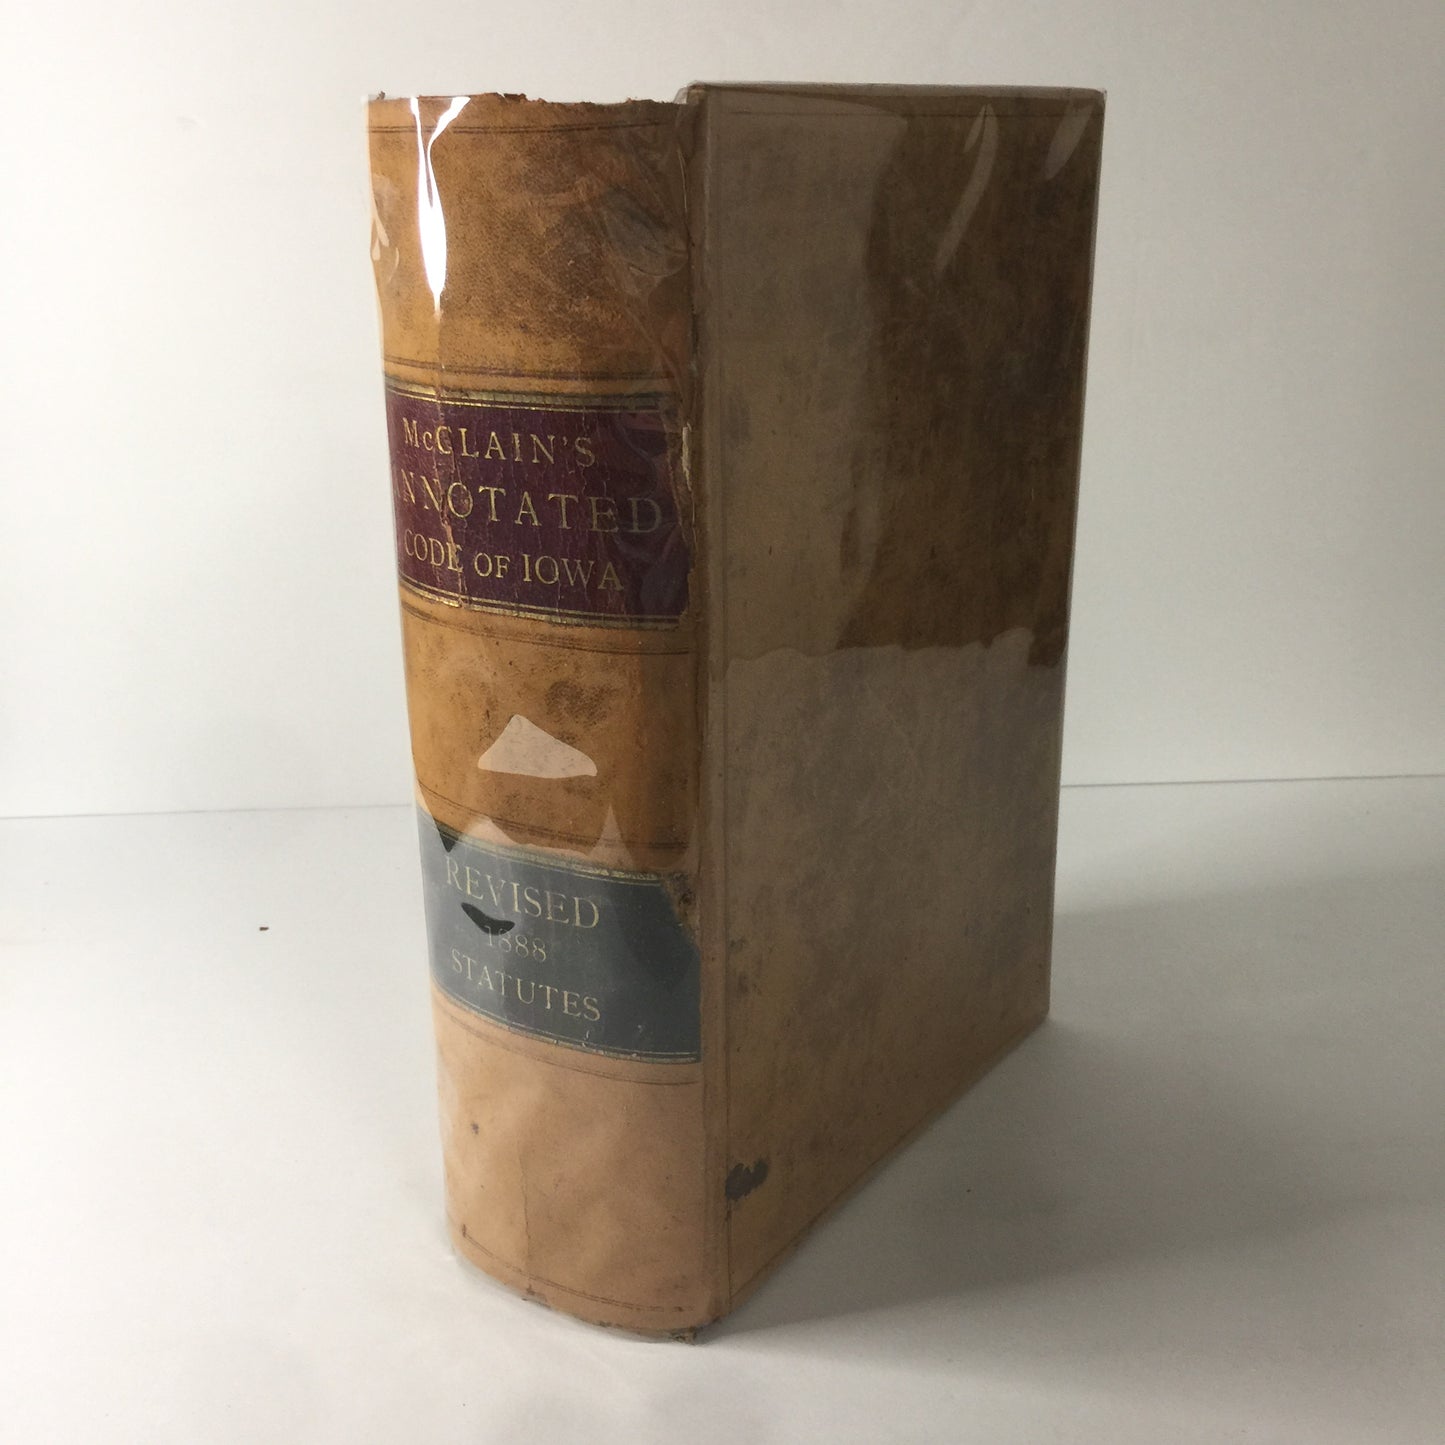 McCLAIN'S
ANNOTATED
CODE OF IOWA
REVISED
1888
STATUTES